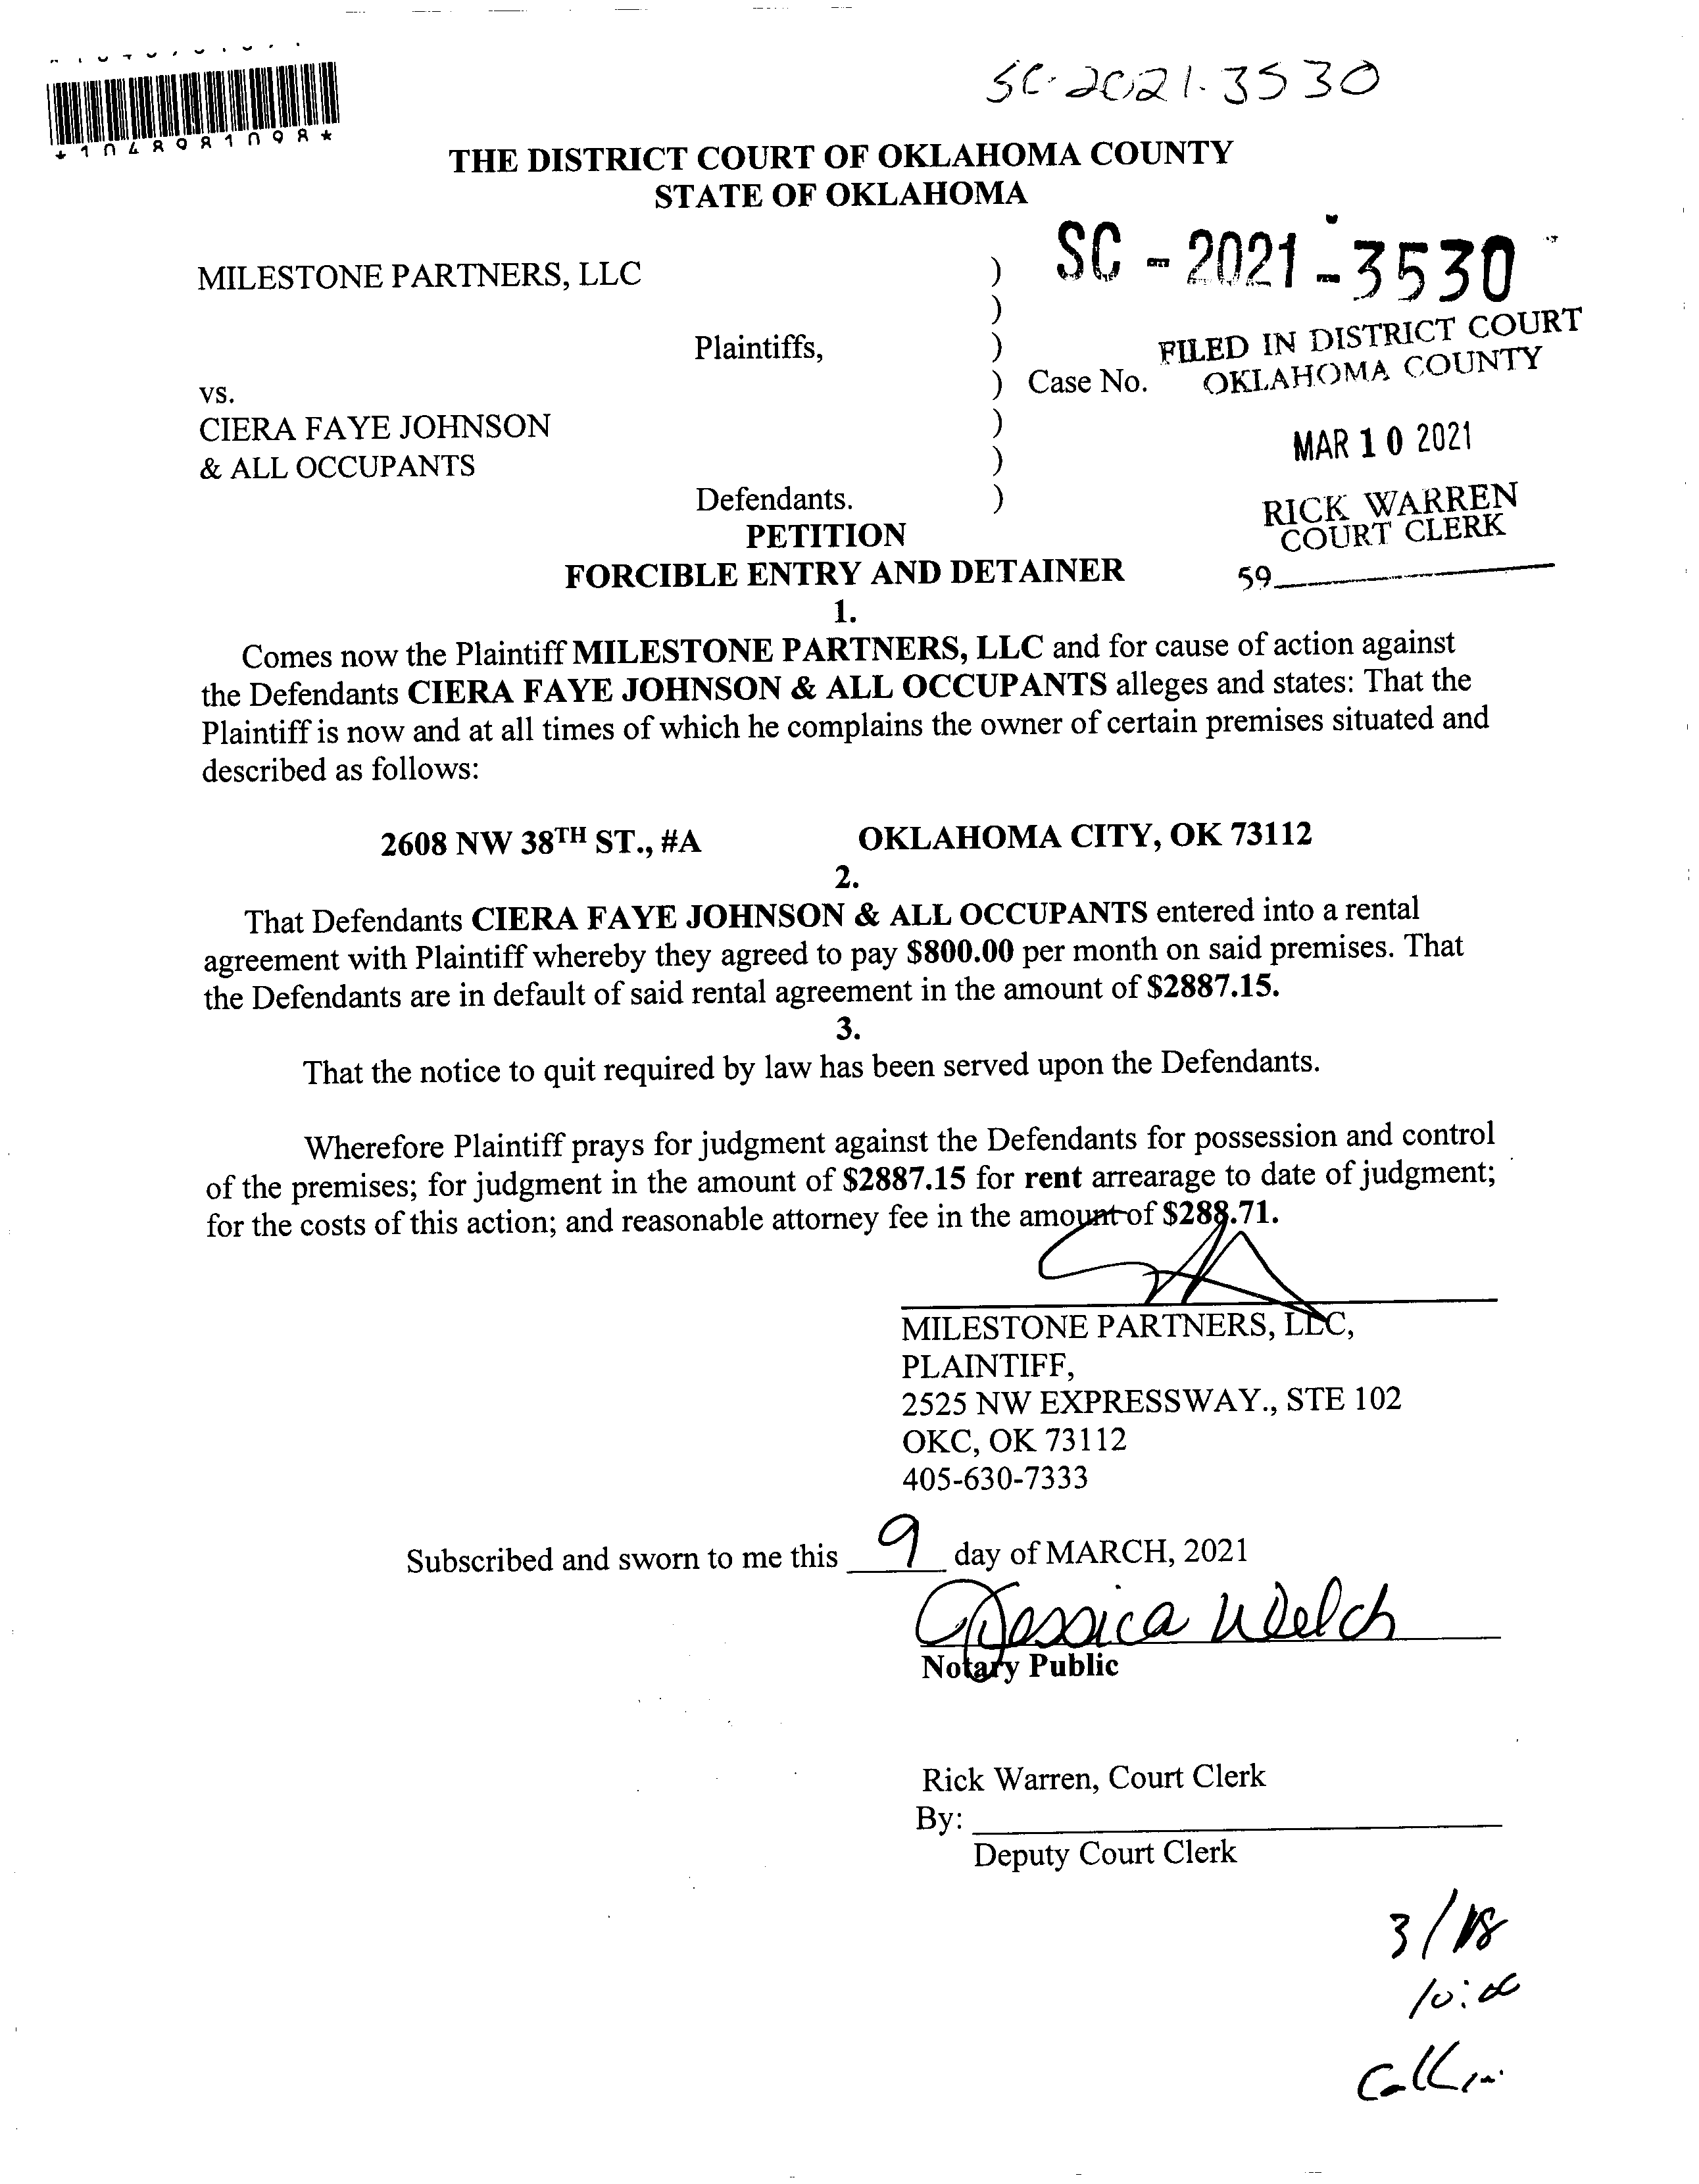 SC-2021-3530
THE DISTRICT COURT OF OKLAHOMA COUNTY
STATE OF OKLAHOMA
SC - 2021 - 3530
MILESTONE PARTNERS, LLC )
)
Plaintiffs, )
FILED IN DISTRICT COURT
OKLAHOMA COUNTY
vs. ) Case No.
CIERA FAYE JOHNSON )
& ALL OCCUPANTS )
MAR 10 2021
Defendants. )
RICK WARREN
COURT CLERK
59
PETITION
FORCIBLE ENTRY AND DETAINER
1.
Comes now the Plaintiff MILESTONE PARTNERS, LLC and for cause of action against
the Defendants CIERA FAYE JOHNSON & ALL OCCUPANTS alleges and states: That the
Plaintiff is now and at all times of which he complains the owner of certain premises situated and
described as follows:
2608 NW 38TH ST., #A OKLAHOMA CITY, OK 73112
2.
That Defendants CIERA FAYE JOHNSON & ALL OCCUPANTS entered into a rental
agreement with Plaintiff whereby they agreed to pay $800.00 per month on said premises. That
the Defendants are in default of said rental agreement in the amount of $2887.15.
3.
That the notice to quit required by law has been served upon the Defendants.
Wherefore Plaintiff prays for judgment against the Defendants for possession and control
of the premises; for judgment in the amount of $2887.15 for rent arrearage to date of judgment;
for the costs of this action; and reasonable attorney fee in the amount of $288.71.
MILESTONE PARTNERS, LLC,
PLAINTIFF,
2525 NW EXPRESSWAY., STE 102
OKC, OK 73112
405-630-7333
Subscribed and sworn to me this 9 day of MARCH, 2021
Jessica Welch
Notary Public
Rick Warren, Court Clerk
By:
Deputy Court Clerk
3/18
10:00